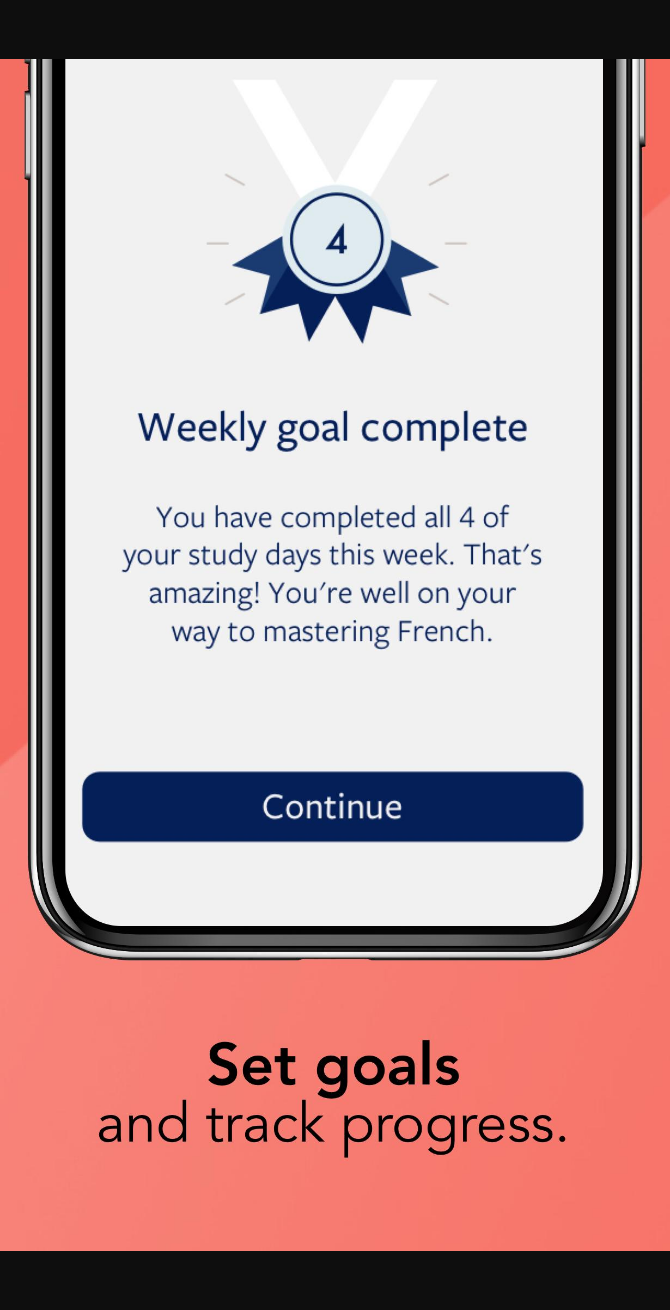 4
Weekly goal complete
You have completed all 4 of
your study days this week. That's
amazing! You're well on your
way to mastering French.
Continue
Set goals
and track progress.